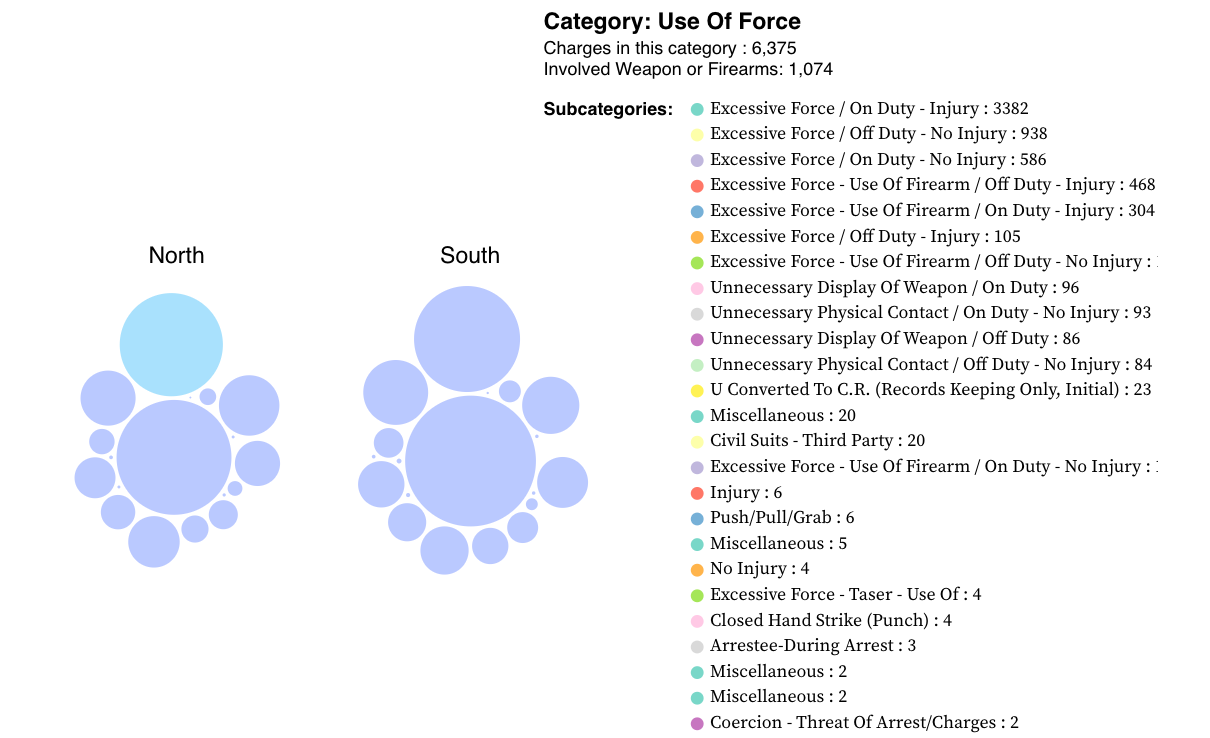 Category: Use Of Force
Charges in this category : 6,375
Involved Weapon or Firearms: 1,074
Subcategories:
Excessive Force / On Duty - Injury : 3382
Excessive Force / Off Duty - No Injury : 938
Excessive Force / On Duty - No Injury : 586
Excessive Force - Use Of Firearm / Off Duty - Injury : 468
Excessive Force - Use Of Firearm / On Duty - Injury : 304
Excessive Force / Off Duty - Injury : 105
Excessive Force - Use Of Firearm / Off Duty - No Injury :
Unnecessary Display Of Weapon / On Duty : 96
Unnecessary Physical Contact / On Duty - No Injury : 93
Unnecessary Display Of Weapon / Off Duty : 86
Unnecessary Physical Contact / Off Duty - No Injury : 84
U Converted To C.R. (Records Keeping Only, Initial) : 23
Miscellaneous : 20
Civil Suits - Third Party : 20
Excessive Force - Use Of Firearm / On Duty - No Injury :
Injury : 6
Push/Pull/Grab : 6
Miscellaneous : 5
No Injury : 4
Excessive Force - Taser - Use Of : 4
Closed Hand Strike (Punch) : 4
Arrestee-During Arrest : 3
Miscellaneous : 2
Miscellaneous : 2
Coercion - Threat Of Arrest/Charges : 2
North
South